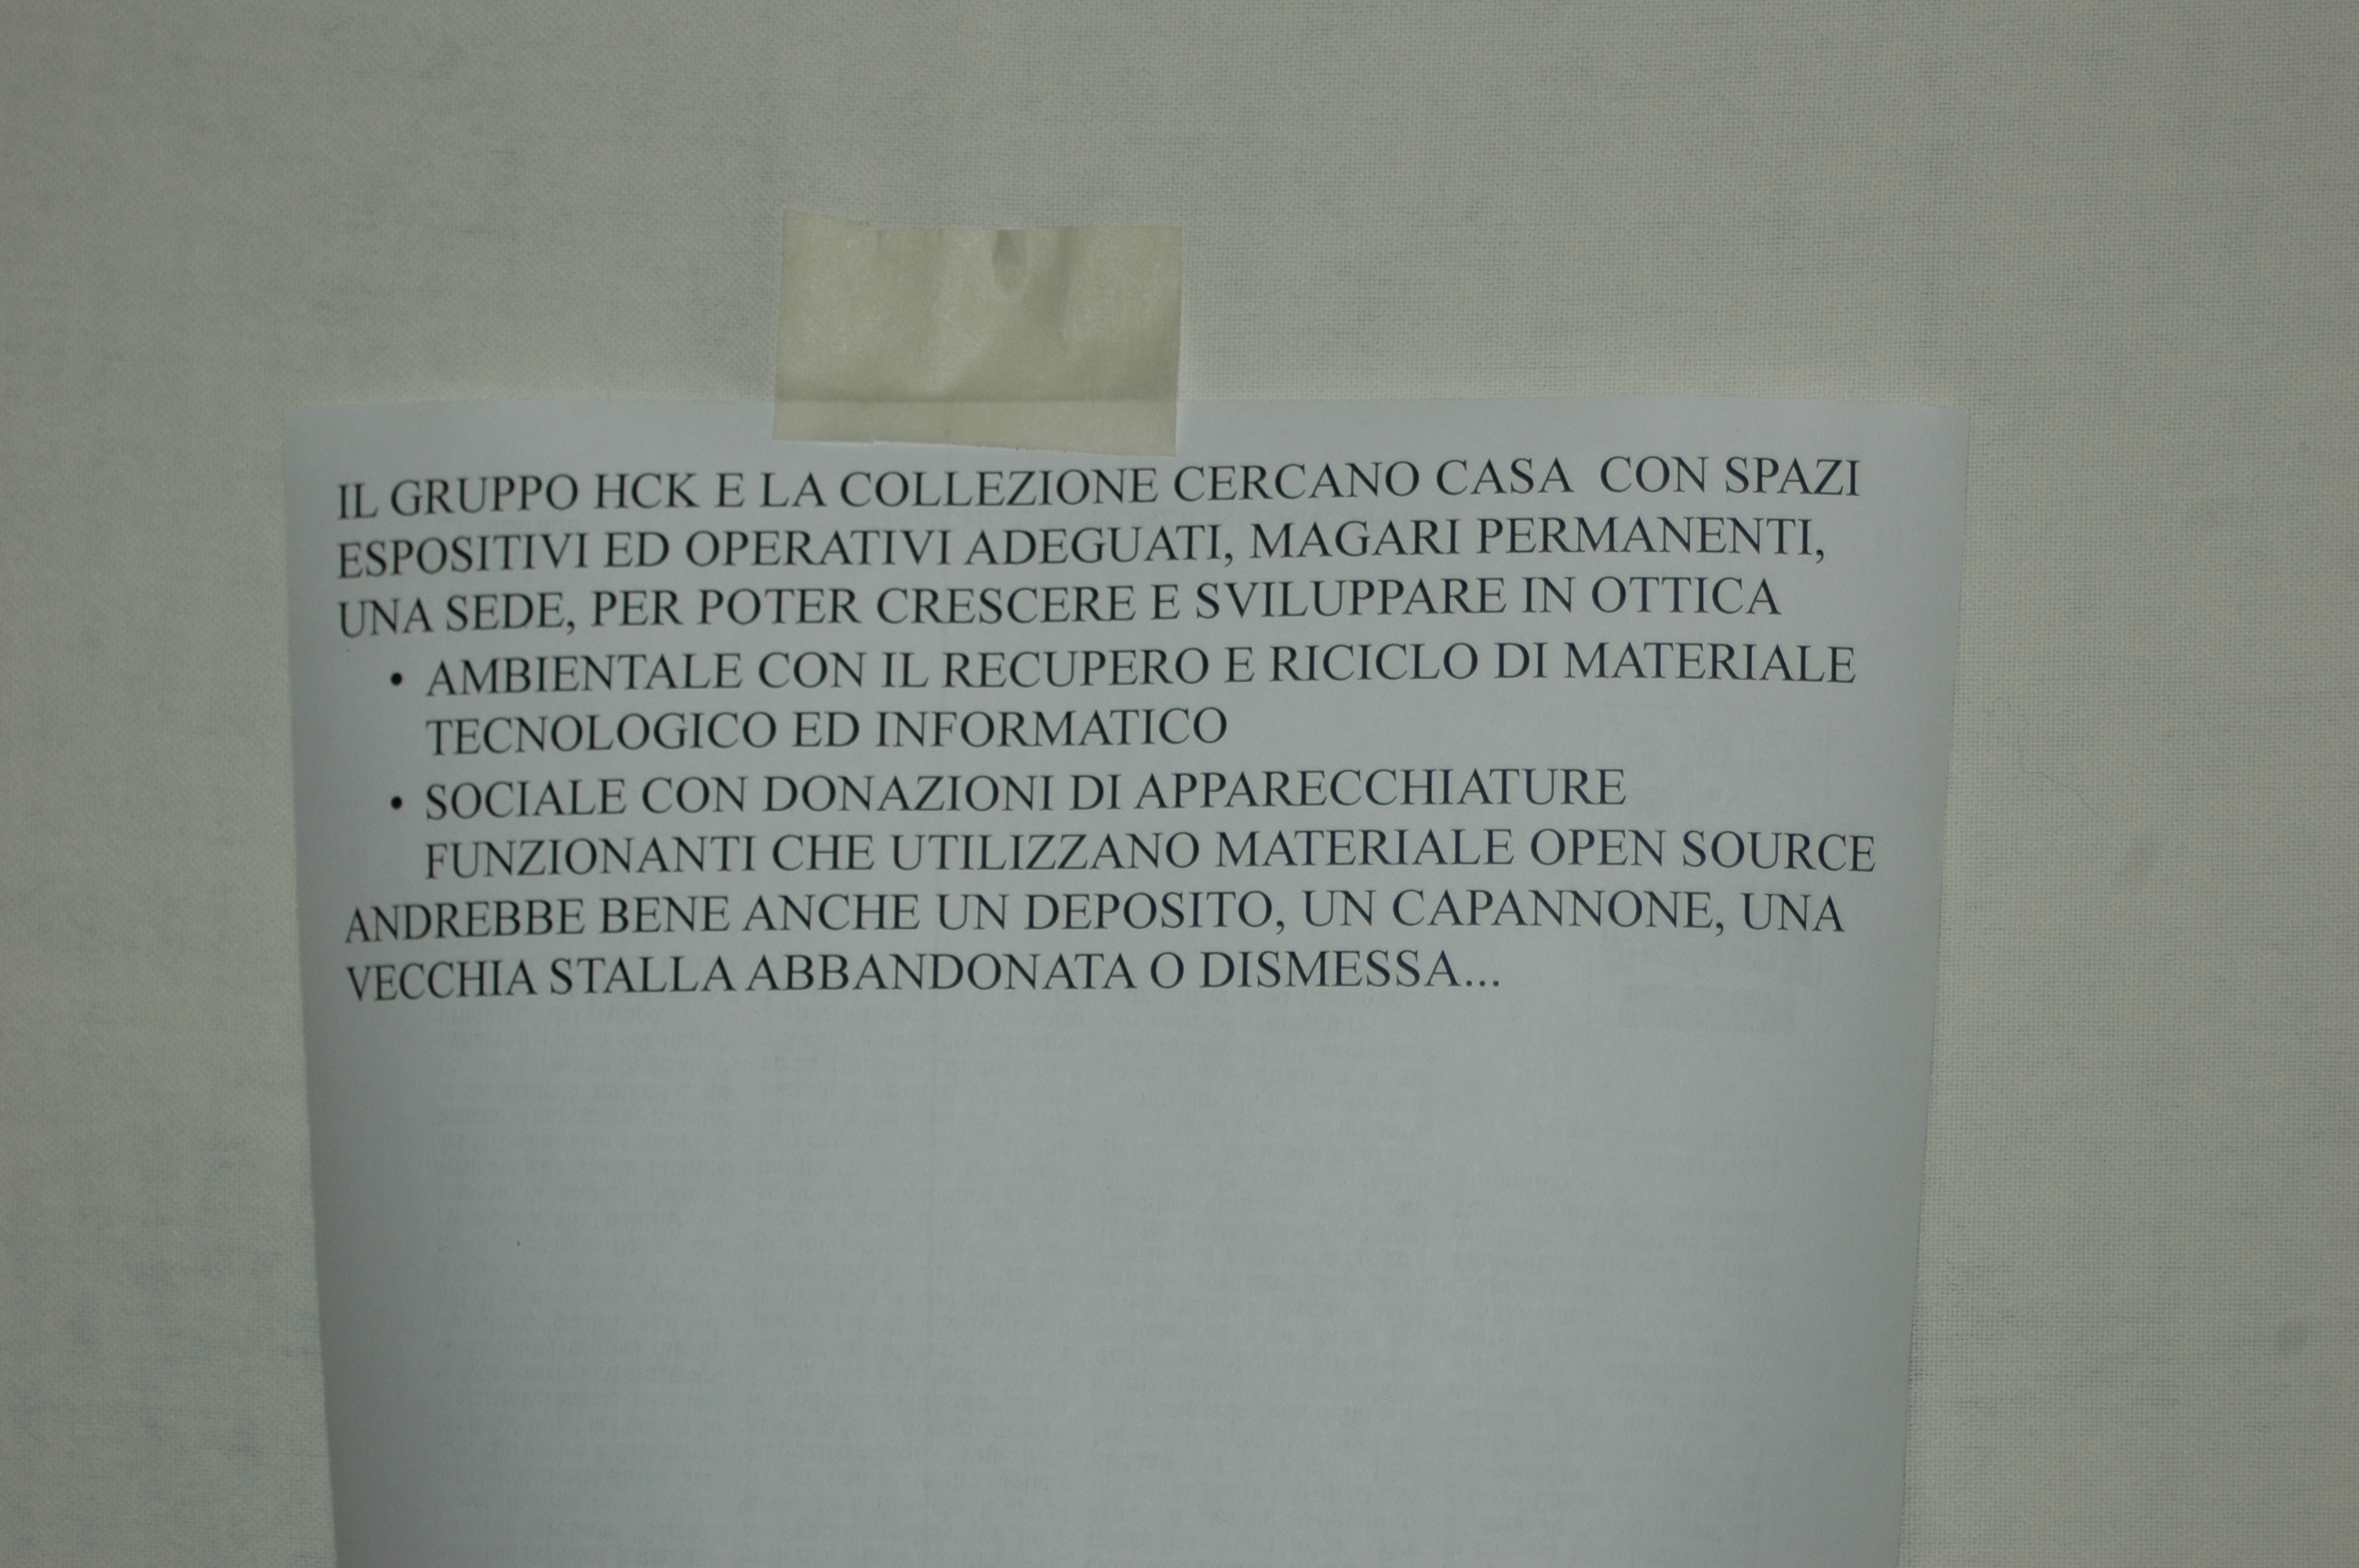 IL GRUPPO HCK E LA COLLEZIONE CERCANO CASA CON SPAZI
ESPOSITIVI ED OPERATIVI ADEGUATI, MAGARI PERMANENTI,
UNA SEDE, PER POTER CRESCERE E SVILUPPARE IN OTTICA
• AMBIENTALE CON IL RECUPERO E RICICLO DI MATERIALE
TECNOLOGICO ED INFORMATICO
• SOCIALE CON DONAZIONI DI APPARECCHIATURE
FUNZIONANTI CHE UTILIZZANO MATERIALE OPEN SOURCE
ANDREBBE BENE ANCHE UN DEPOSITO, UN CAPANNONE, UNA
VECCHIA STALLA ABBANDONATA O DISMESSA...